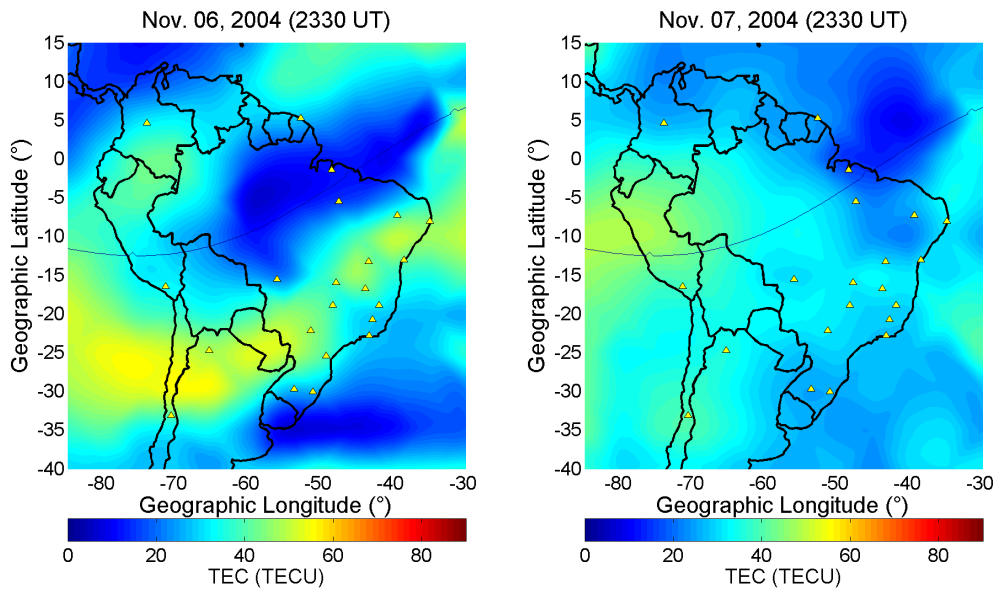 Nov. 06, 2004 (2330 UT)
15
10
5
0
-5
-10
-15
-20
-25
-30
-35
-40
Geographic Latitude (°)
-80 -70 -60 -50 -40 -30
Geographic Longitude (°)
0 20 40 60 80
TEC (TECU)
Nov. 07, 2004 (2330 UT)
15
10
5
0
-5
-10
-15
-20
-25
-30
-35
-40
Geographic Latitude (°)
-80 -70 -60 -50 -40 -30
Geographic Longitude (°)
0 20 40 60 80
TEC (TECU)